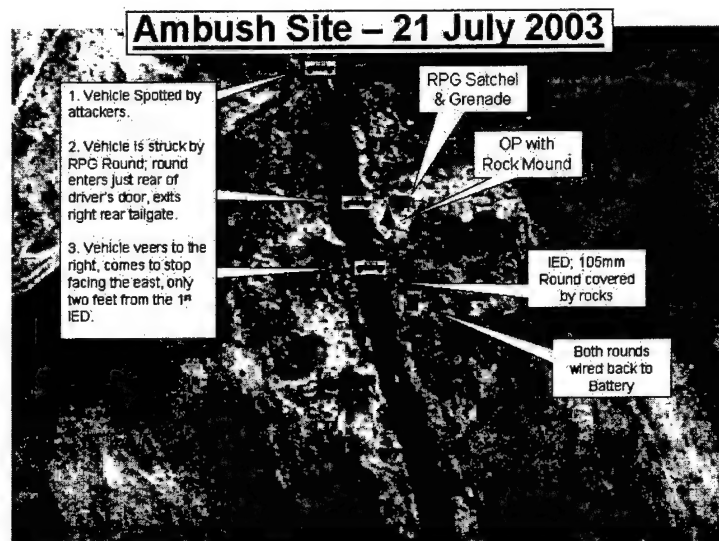 Ambush Site – 21 July 2003
1. Vehicle Spotted by
attackers.
2. Vehicle is struck by
RPG Round; round
enters just rear of
driver's door, exits
right rear tailgate.
3. Vehicle veers to the
right, comes to stop
facing the east, only
two feet from the 1st
IED.
RPG Satchel
& Grenade
OP with
Rock Mound
IED; 105mm
Round covered
by rocks
Both rounds
wired back to
Battery